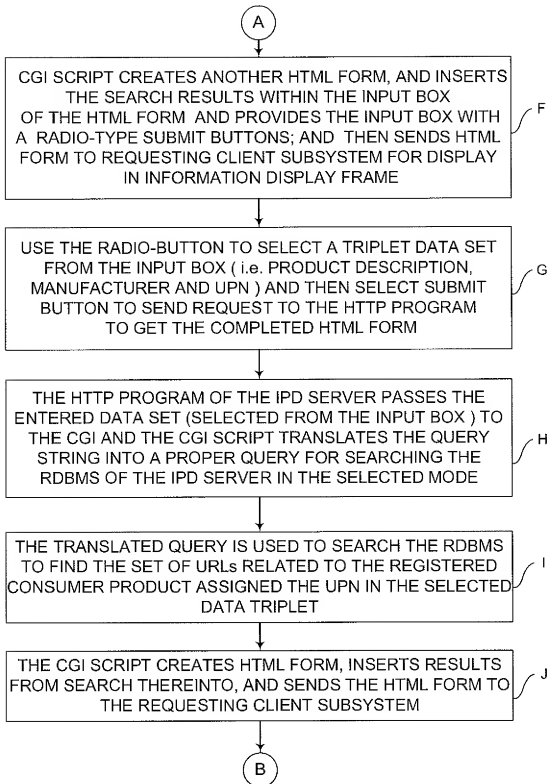 A
CGI SCRIPT CREATES ANOTHER HTML FORM, AND INSERTS
THE SEARCH RESULTS WITHIN THE INPUT BOX
OF THE HTML FORM AND PROVIDES THE INPUT BOX WITH
A RADIO-TYPE SUBMIT BUTTONS; AND THEN SENDS HTML
FORM TO REQUESTING CLIENT SUBSYSTEM FOR DISPLAY
IN INFORMATION DISPLAY FRAME
F
USE THE RADIO-BUTTON TO SELECT A TRIPLET DATA SET
FROM THE INPUT BOX ( i.e. PRODUCT DESCRIPTION,
MANUFACTURER AND UPN ) AND THEN SELECT SUBMIT
BUTTON TO SEND REQUEST TO THE HTTP PROGRAM
TO GET THE COMPLETED HTML FORM
G
THE HTTP PROGRAM OF THE IPD SERVER PASSES THE
ENTERED DATA SET (SELECTED FROM THE INPUT BOX ) TO
THE CGI AND THE CGI SCRIPT TRANSLATES THE QUERY
STRING INTO A PROPER QUERY FOR SEARCHING THE
RDBMS OF THE IPD SERVER IN THE SELECTED MODE
H
THE TRANSLATED QUERY IS USED TO SEARCH THE RDBMS
TO FIND THE SET OF URLs RELATED TO THE REGISTERED
CONSUMER PRODUCT ASSIGNED THE UPN IN THE SELECTED
DATA TRIPLET
I
THE CGI SCRIPT CREATES HTML FORM, INSERTS RESULTS
FROM SEARCH THEREINTO, AND SENDS THE HTML FORM TO
THE REQUESTING CLIENT SUBSYSTEM
J
B